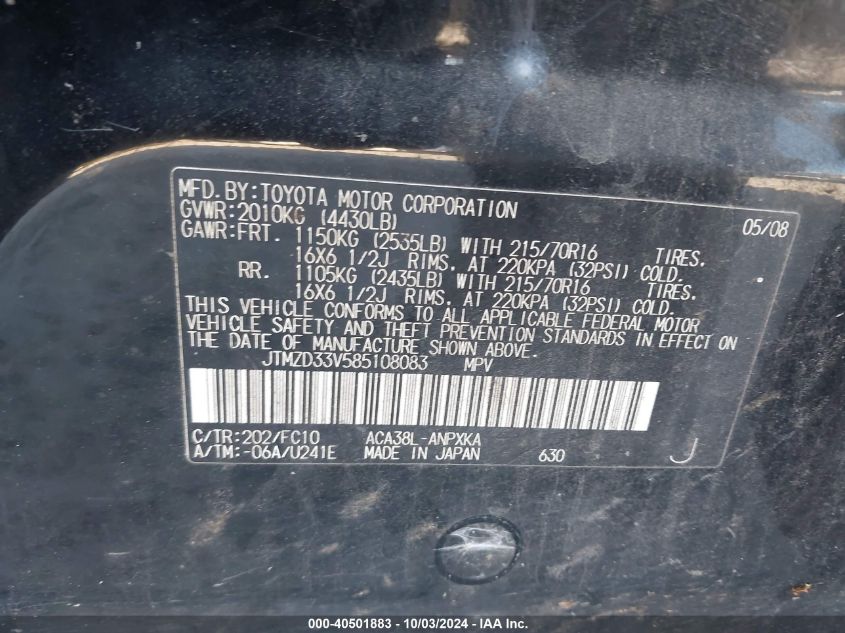 MFD. BY: TOYOTA MOTOR CORPORATION 05/08
GVWR: 2010KG (4430LB)
GAWR: FRT. 1150KG (2535LB) WITH 215/70R16 TIRES.
16X6 1/2J RIMS. AT 220KPA (32PSI) COLD.
RR. 1105KG (2435LB) WITH 215/70R16 TIRES.
16X6 1/2J RIMS. AT 220KPA (32PSI) COLD.
THIS VEHICLE CONFORMS TO ALL APPLICABLE FEDERAL MOTOR
VEHICLE SAFETY AND THEFT PREVENTION STANDARDS IN EFFECT ON
THE DATE OF MANUFACTURE SHOWN ABOVE.
JTMZD33V585108083 MPV
C/TR: 202/FC10 ACA38L-ANPXKA
A/TM: -06A/U241E MADE IN JAPAN 630 J
000-40501883 - 10/03/2024 - IAA Inc.